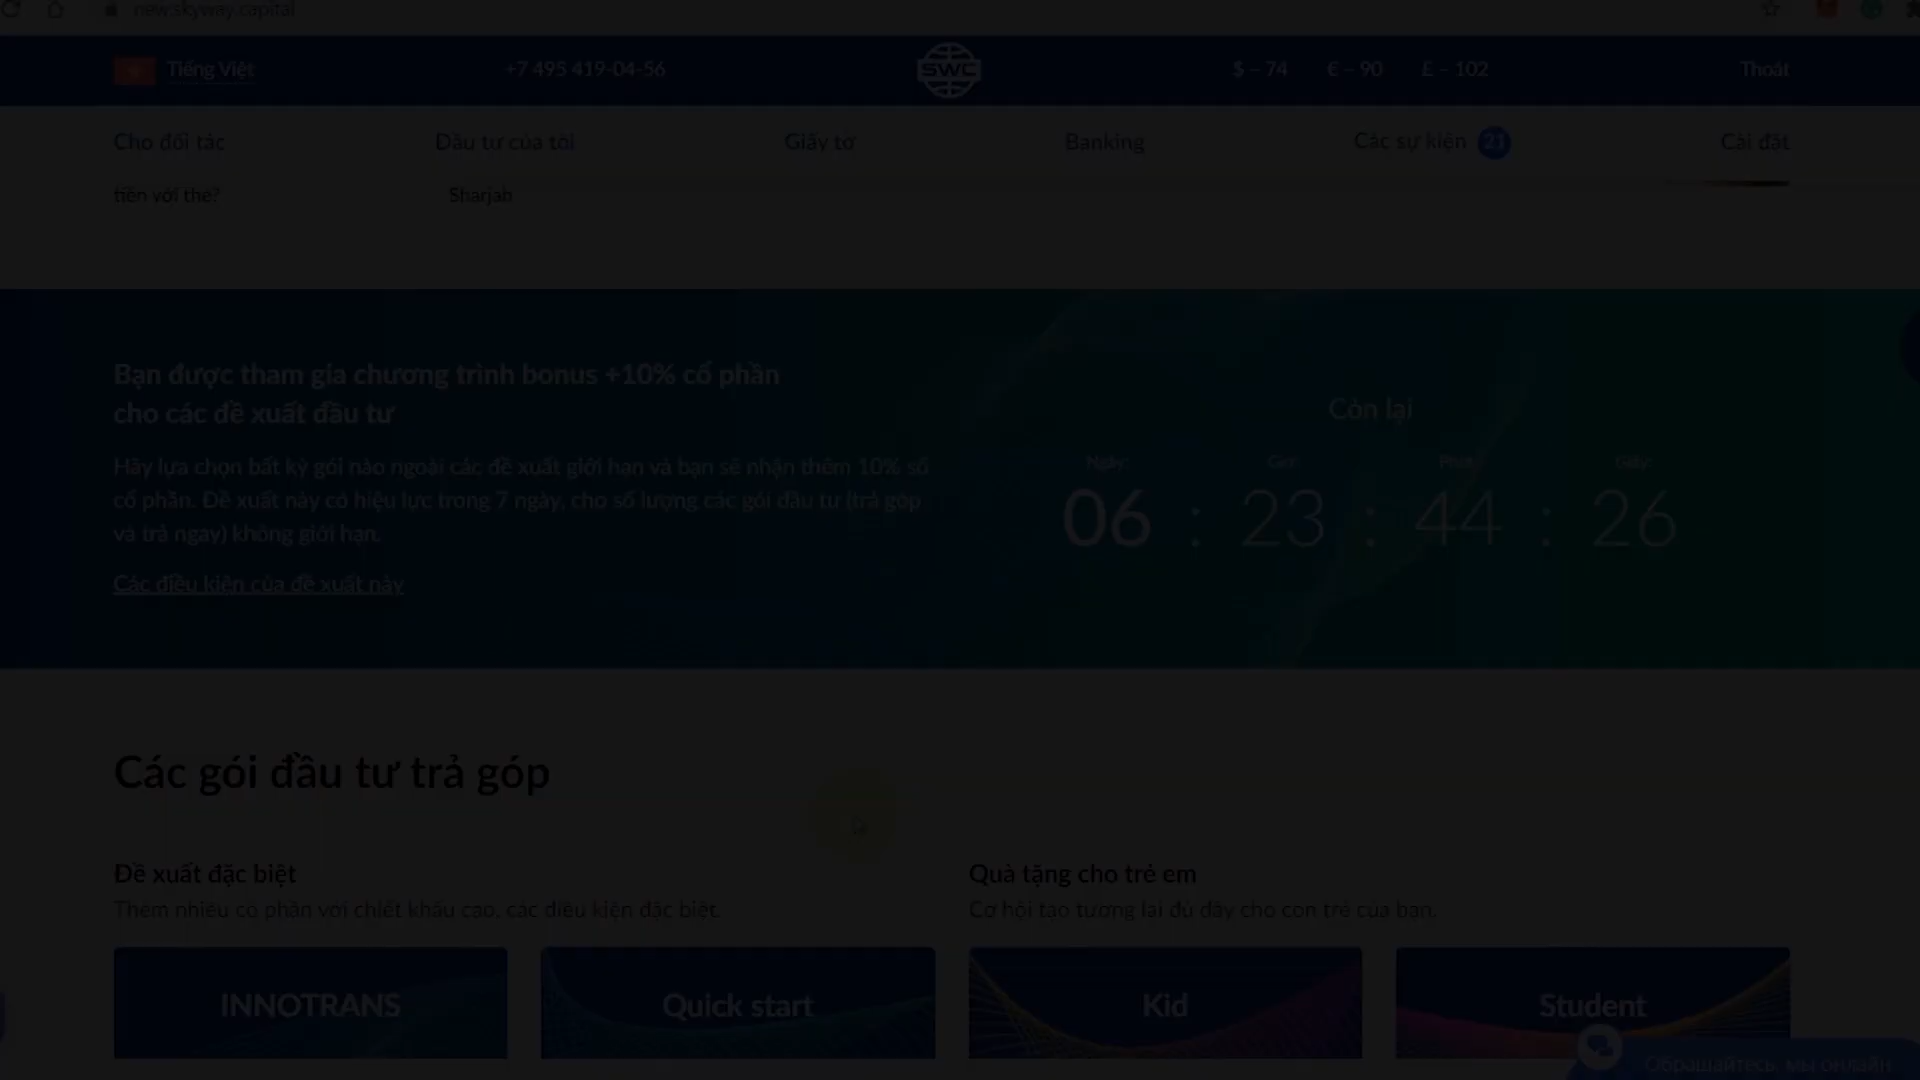 new.skyway.capital
Tiếng Việt
+7 495 419-04-56
SWC
$ – 74 € – 90 £ – 102
Thoát
Cho đối tác
Đầu tư của tôi
Giấy tờ
Banking
Các sự kiện 21
Cài đặt
tiền với thẻ?
Sharjah
Bạn được tham gia chương trình bonus +10% cổ phần
cho các đề xuất đầu tư
Hãy lựa chọn bất kỳ gói nào ngoài các đề xuất giới hạn và bạn sẽ nhận thêm 10% số
cổ phần. Đề xuất này có hiệu lực trong 7 ngày, cho số lượng các gói đầu tư (trả góp
và trả ngay) không giới hạn.
Các điều kiện của đề xuất này
Còn lại
Ngày: Giờ: Phút: Giây:
06 : 23 : 44 : 26
Các gói đầu tư trả góp
Đề xuất đặc biệt
Thêm nhiều cổ phần với chiết khấu cao, các điều kiện đặc biệt.
Quà tặng cho trẻ em
Cơ hội tạo tương lai đủ đầy cho con trẻ của bạn.
INNOTRANS
Quick start
Kid
Student
Обращайтесь, мы онлайн